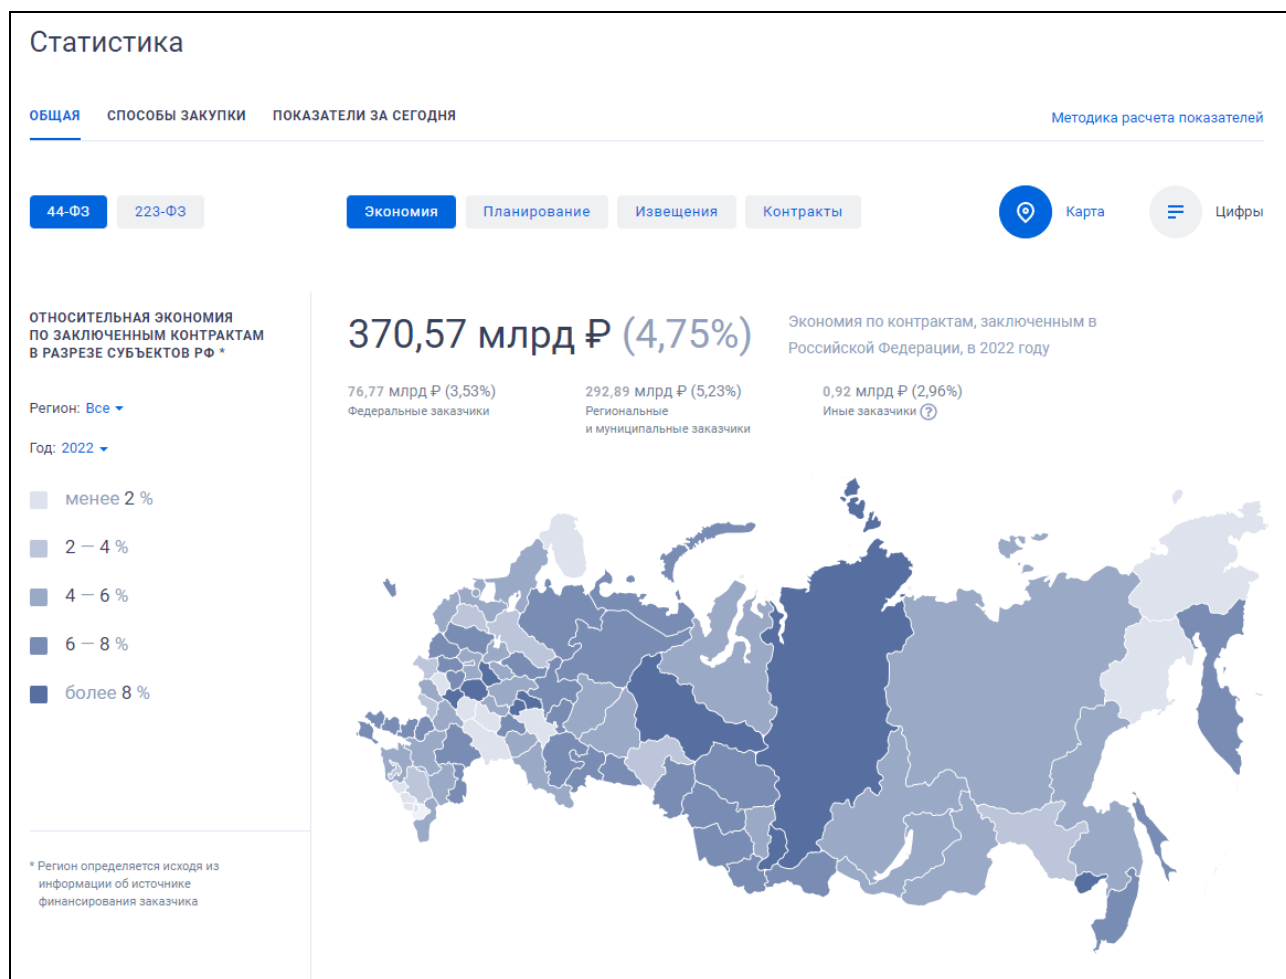 Статистика
ОБЩАЯ СПОСОБЫ ЗАКУПКИ ПОКАЗАТЕЛИ ЗА СЕГОДНЯ Методика расчета показателей
44-ФЗ 223-ФЗ Экономия Планирование Извещения Контракты Карта Цифры
ОТНОСИТЕЛЬНАЯ ЭКОНОМИЯ
ПО ЗАКЛЮЧЕННЫМ КОНТРАКТАМ
В РАЗРЕЗЕ СУБЪЕКТОВ РФ *
Регион: Все
Год: 2022
менее 2 %
2 — 4 %
4 — 6 %
6 — 8 %
более 8 %
* Регион определяется исходя из
информации об источнике
финансирования заказчика
370,57 млрд ₽ (4,75%)
Экономия по контрактам, заключенным в
Российской Федерации, в 2022 году
76,77 млрд ₽ (3,53%)
Федеральные заказчики
292,89 млрд ₽ (5,23%)
Региональные
и муниципальные заказчики
0,92 млрд ₽ (2,96%)
Иные заказчики ?